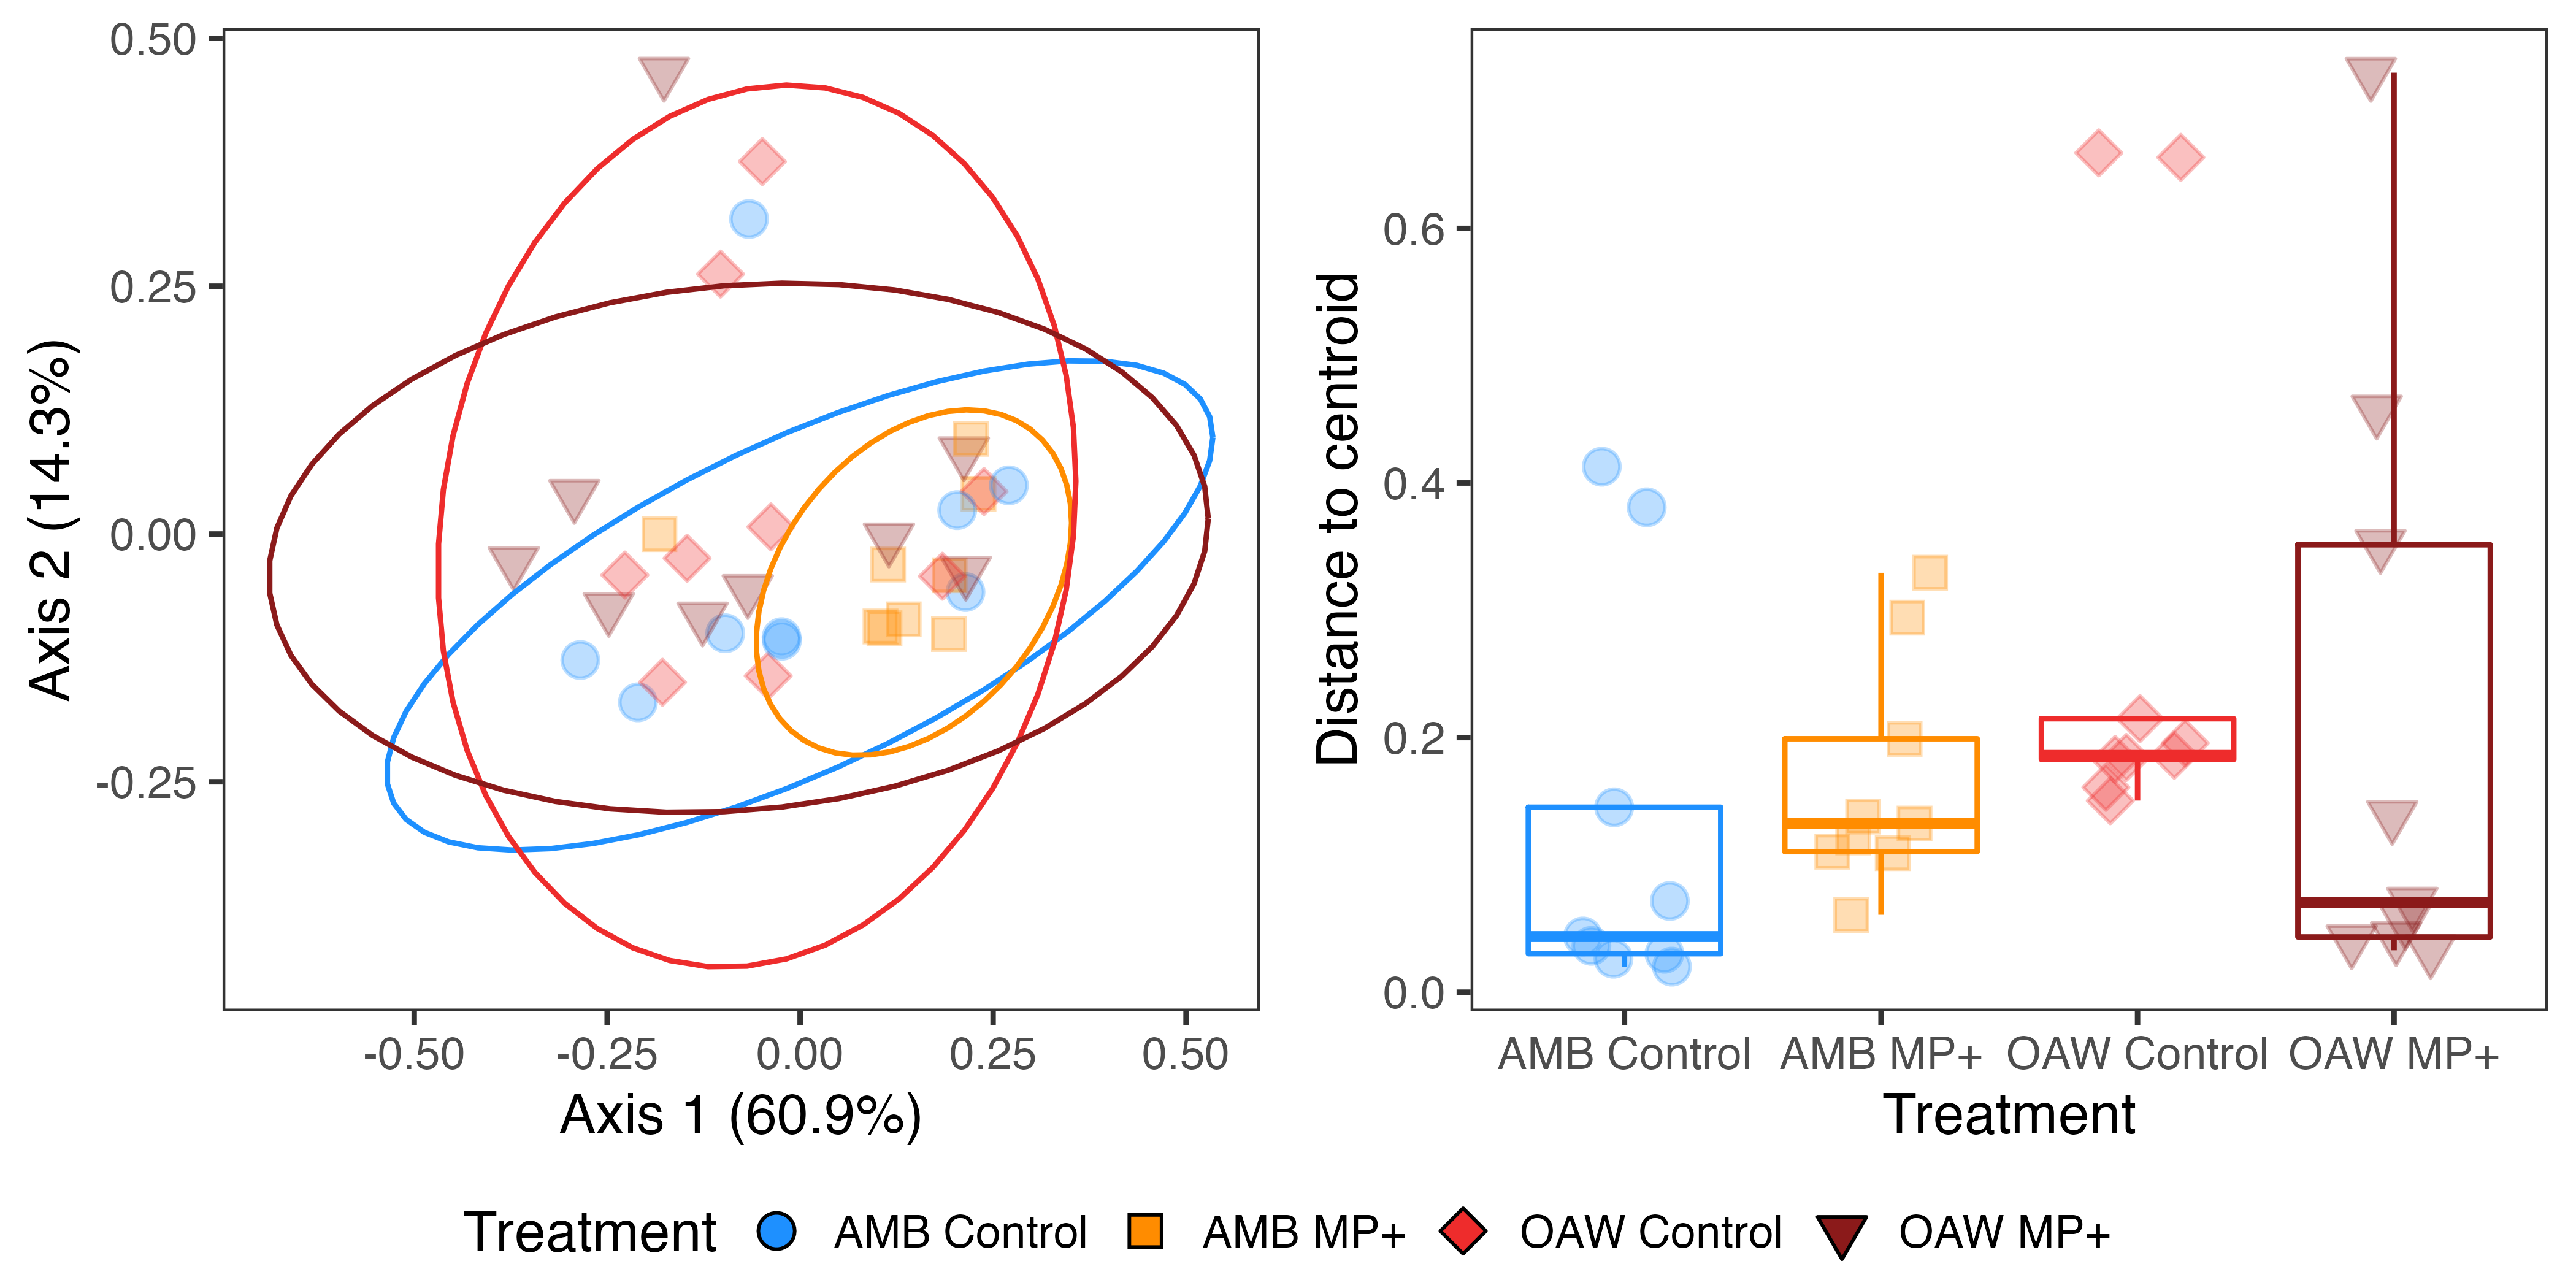 0.50
0.25
0.00
-0.25
Axis 2 (14.3%)
-0.50 -0.25 0.00 0.25 0.50
Axis 1 (60.9%)
0.6
0.4
0.2
0.0
Distance to centroid
AMB Control AMB MP+ OAW Control OAW MP+
Treatment
Treatment AMB Control AMB MP+ OAW Control OAW MP+